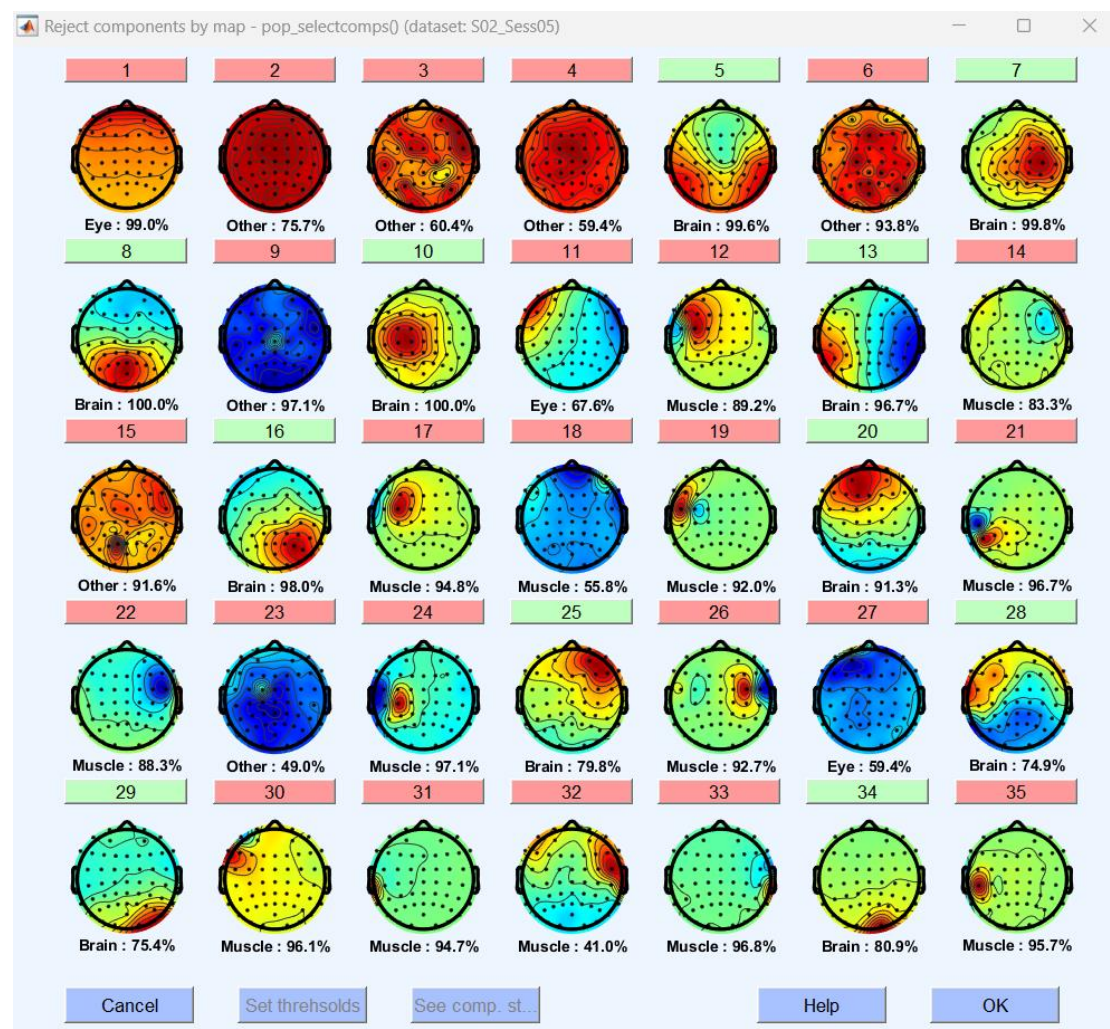 Reject components by map - pop_selectcomps() (dataset: S02_Sess05)
1 2 3 4 5 6 7
Eye : 99.0% Other : 75.7% Other : 60.4% Other : 59.4% Brain : 99.6% Other : 93.8% Brain : 99.8%
8 9 10 11 12 13 14
Brain : 100.0% Other : 97.1% Brain : 100.0% Eye : 67.6% Muscle : 89.2% Brain : 96.7% Muscle : 83.3%
15 16 17 18 19 20 21
Other : 91.6% Brain : 98.0% Muscle : 94.8% Muscle : 55.8% Muscle : 92.0% Brain : 91.3% Muscle : 96.7%
22 23 24 25 26 27 28
Muscle : 88.3% Other : 49.0% Muscle : 97.1% Brain : 79.8% Muscle : 92.7% Eye : 59.4% Brain : 74.9%
29 30 31 32 33 34 35
Brain : 75.4% Muscle : 96.1% Muscle : 94.7% Muscle : 41.0% Muscle : 96.8% Brain : 80.9% Muscle : 95.7%
Cancel Set threhsolds See comp. st... Help OK